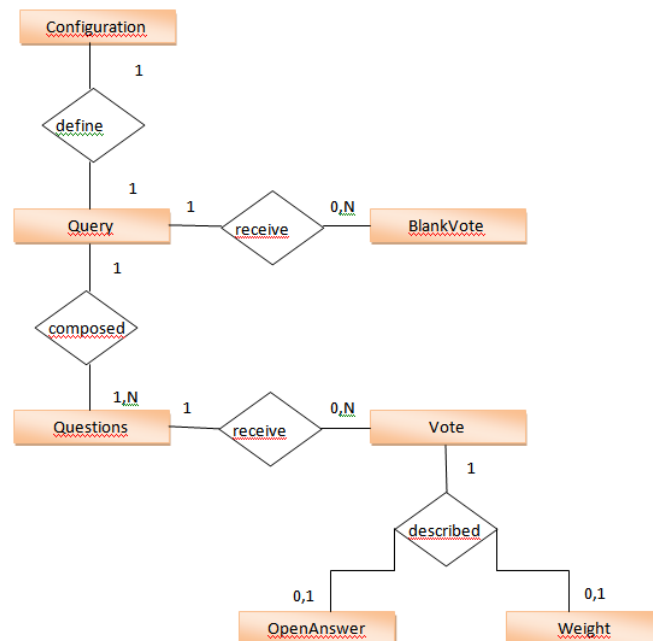 Configuration
1
define
1
1
0,N
Query
receive
BlankVote
1
composed
1,N
1
0,N
Questions
receive
Vote
1
described
0,1
0,1
OpenAnswer
Weight